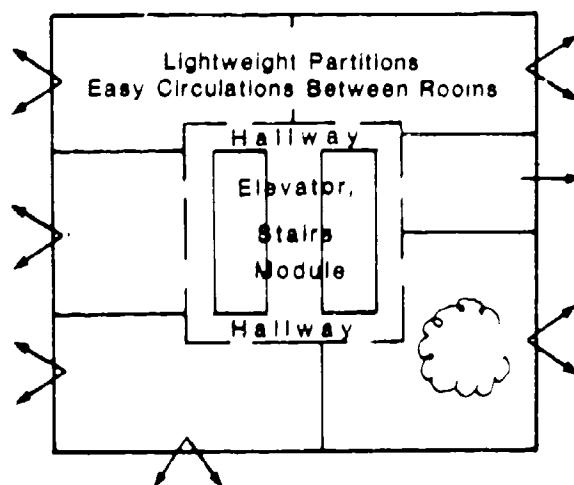 Lightweight Partitions
Easy Circulations Between Rooms
Hallway
Elevator,
Stairs
Module
Hallway